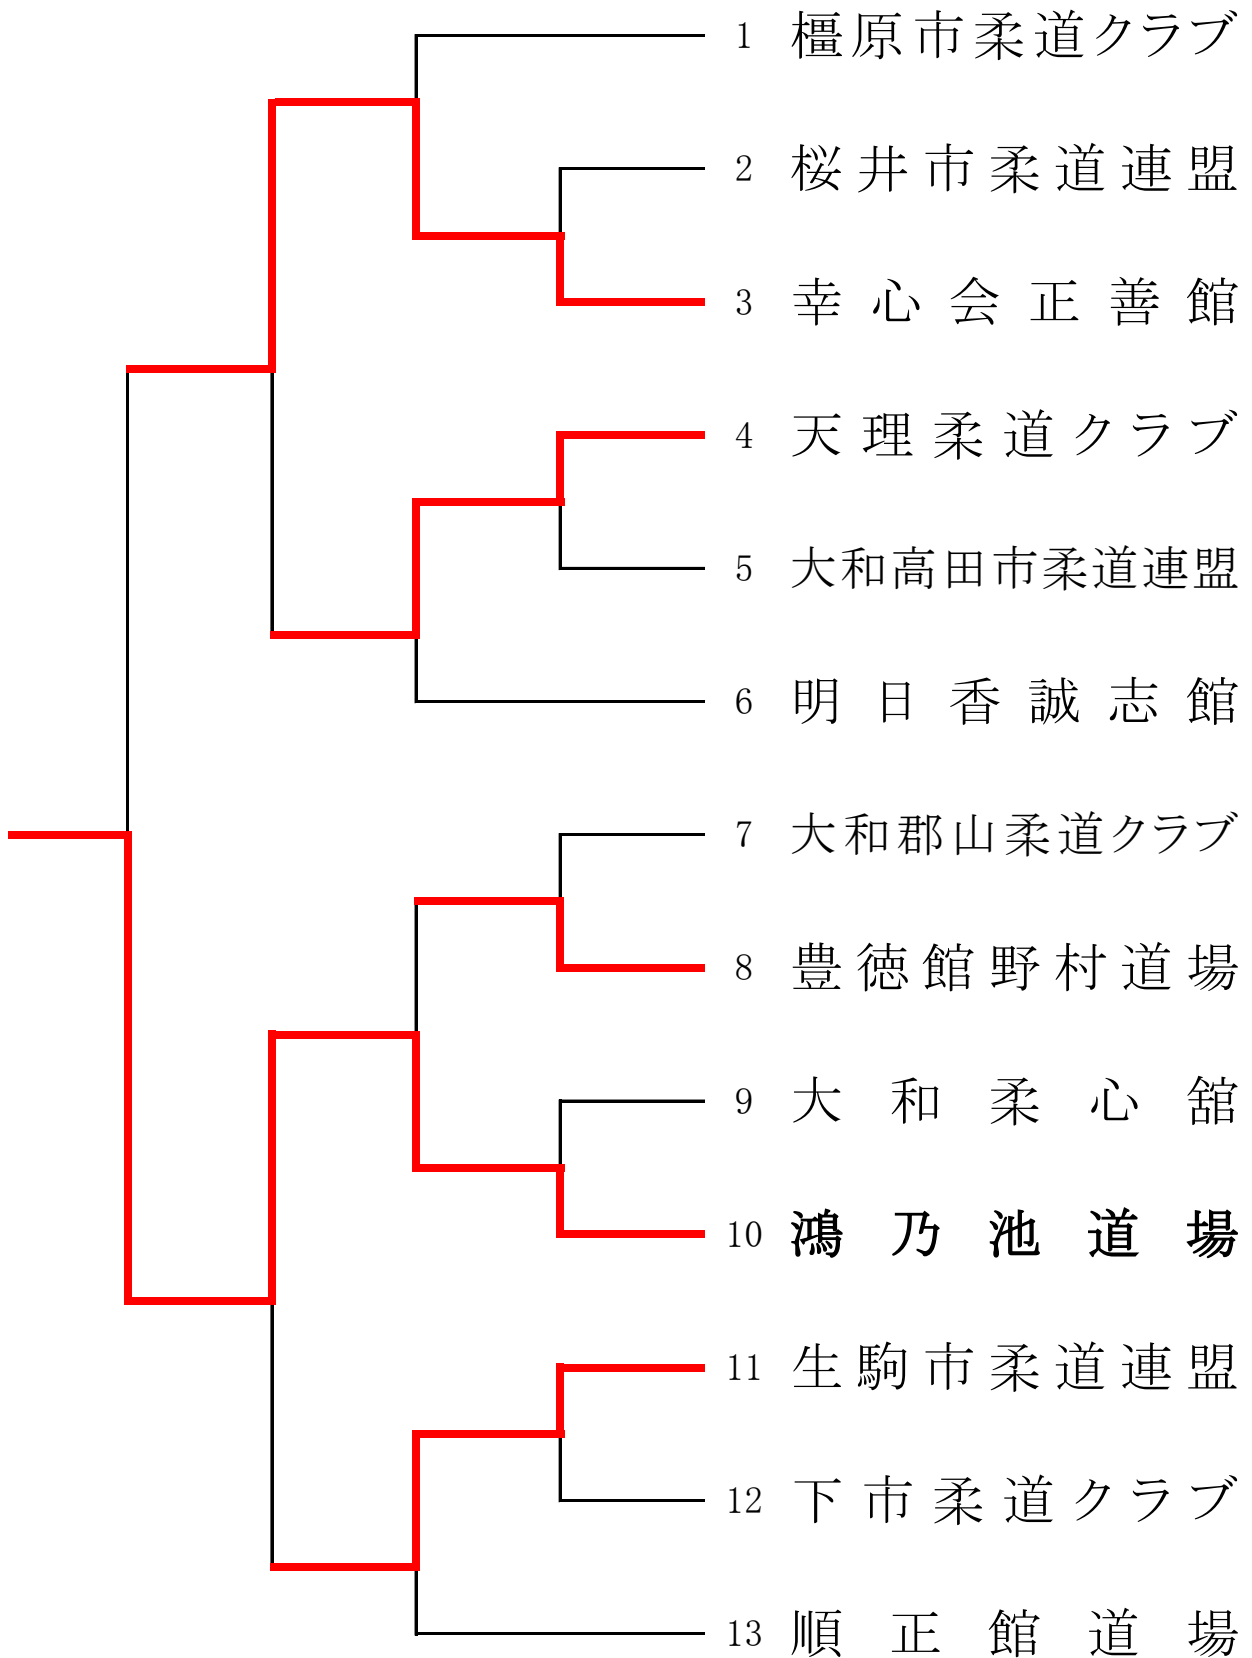 1 橿原市柔道クラブ
2 桜井市柔道連盟
3 幸心会正善館
4 天理柔道クラブ
5 大和高田市柔道連盟
6 明日香誠志館
7 大和郡山柔道クラブ
8 豊徳館野村道場
9 大和柔心舘
10 鴻乃池道場
11 生駒市柔道連盟
12 下市柔道クラブ
13 順正館道場